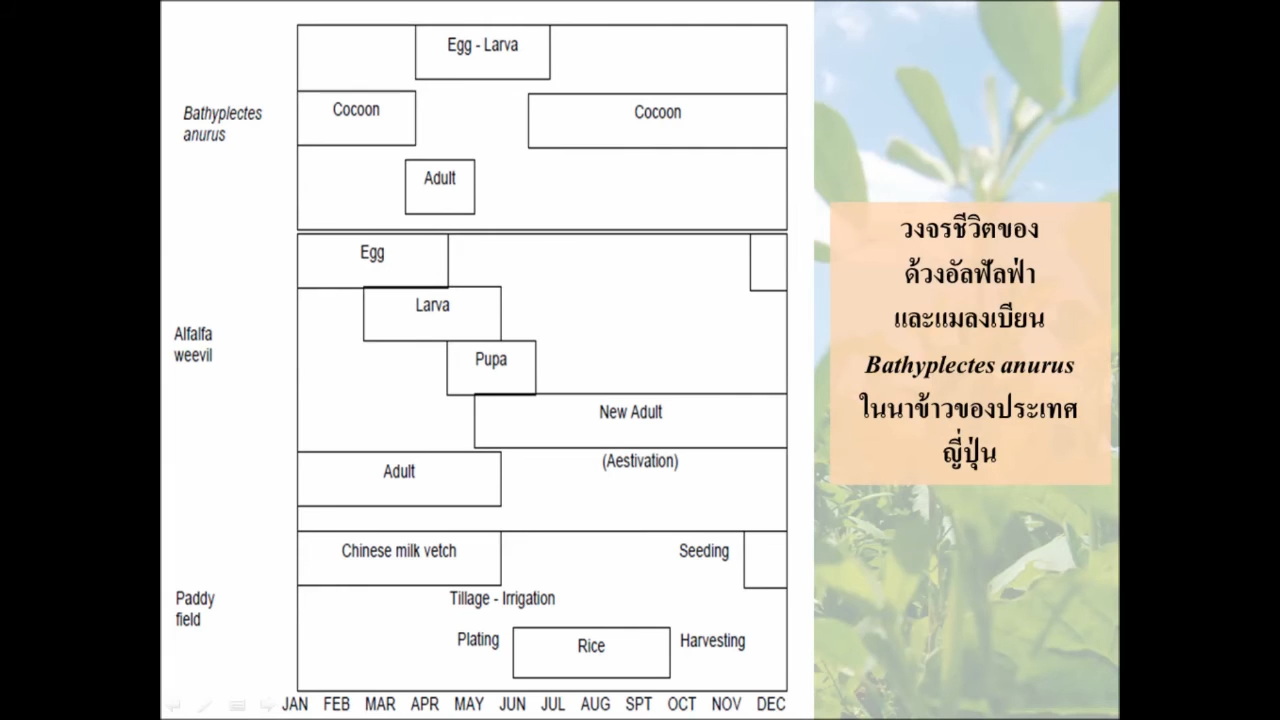 Egg - Larva
Bathyplectes
anurus
Cocoon
Cocoon
Adult
Egg
Larva
Alfalfa
weevil
Pupa
New Adult
(Aestivation)
Adult
Chinese milk vetch
Seeding
Paddy
field
Tillage - Irrigation
Plating
Rice
Harvesting
JAN FEB MAR APR MAY JUN JUL AUG SPT OCT NOV DEC
วงจรชีวิตของ
ด้วงอัลฟัลฟ่า
และแมลงเบียน
Bathyplectes anurus
ในนาข้าวของประเทศ
ญี่ปุ่น